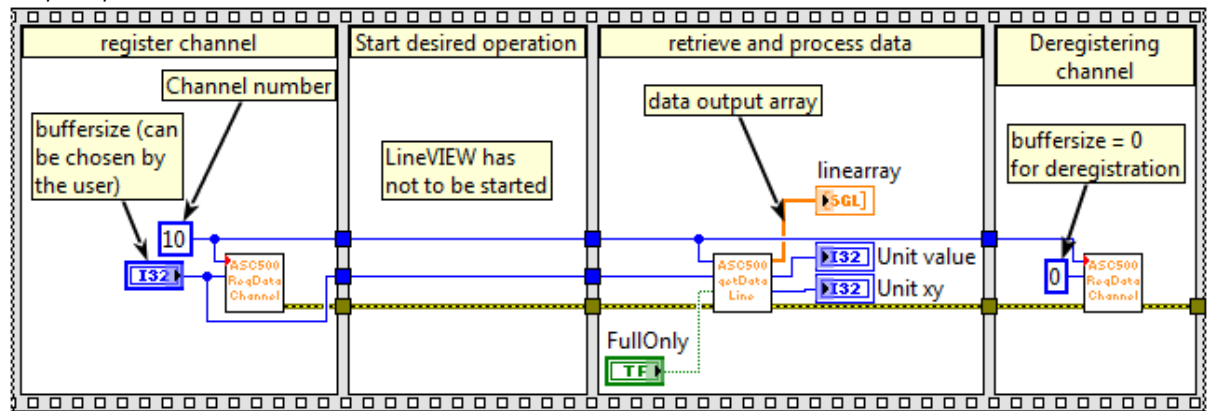 register channel
Start desired operation
retrieve and process data
Deregistering
channel
Channel number
data output array
buffersize (can
be chosen by
the user)
LineVIEW has
not to be started
buffersize = 0
for deregistration
linearray
SGL]
10
I32
ASC500
ReqData
Channel
ASC500
getData
Line
I32
Unit value
I32
Unit xy
0
ASC500
ReqData
Channel
FullOnly
TF